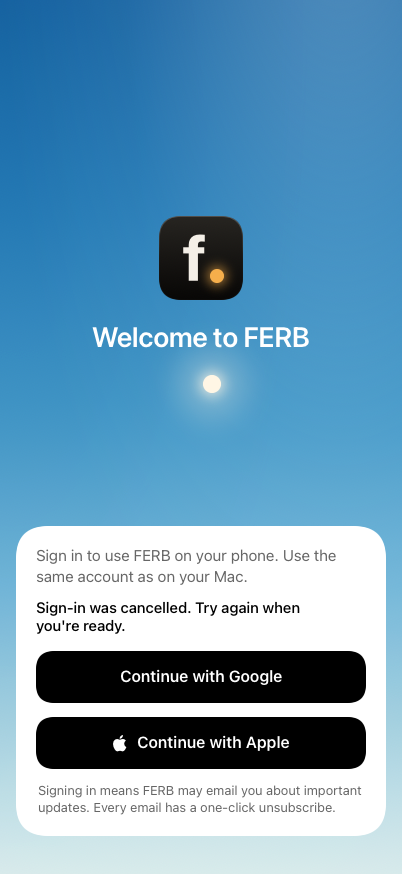 f.
Welcome to FERB
Sign in to use FERB on your phone. Use the
same account as on your Mac.
Sign-in was cancelled. Try again when
you're ready.
Continue with Google
Continue with Apple
Signing in means FERB may email you about important
updates. Every email has a one-click unsubscribe.